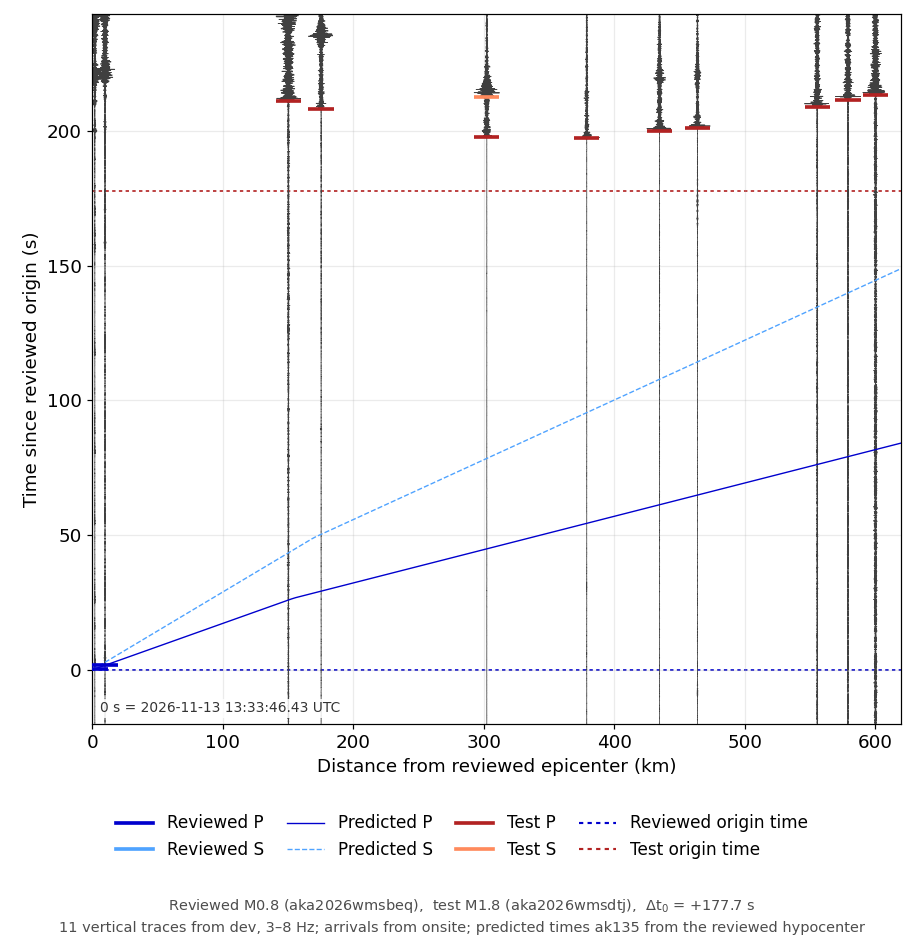 200
150
100
50
0
Time since reviewed origin (s)
0 s = 2026-11-13 13:33:46.43 UTC
0 100 200 300 400 500 600
Distance from reviewed epicenter (km)
Reviewed P Predicted P Test P Reviewed origin time
Reviewed S Predicted S Test S Test origin time
Reviewed M0.8 (aka2026wmsbeq), test M1.8 (aka2026wmsdtj), Δt₀ = +177.7 s
11 vertical traces from dev, 3–8 Hz; arrivals from onsite; predicted times ak135 from the reviewed hypocenter